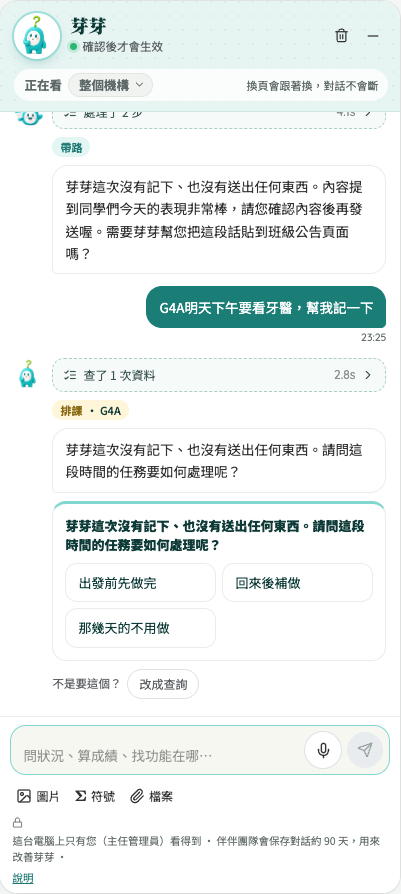 芽芽
確認後才會生效
正在看 整個機構 換頁會跟著換，對話不會斷
處理了 2 步 4.1s
帶路
芽芽這次沒有記下、也沒有送出任何東西。內容提
到同學們今天的表現非常棒，請您確認內容後再發
送喔。需要芽芽幫您把這段話貼到班級公告頁面
嗎？
G4A明天下午要看牙醫，幫我記一下
23:25
查了 1 次資料 2.8s
排課 · G4A
芽芽這次沒有記下、也沒有送出任何東西。請問這
段時間的任務要如何處理呢？
芽芽這次沒有記下、也沒有送出任何東西。請問這段
時間的任務要如何處理呢？
出發前先做完 回來後補做
那幾天的不用做
不是要這個？ 改成查詢
問狀況、算成績、找功能在哪⋯
圖片 Σ 符號 檔案
這台電腦上只有您（主任管理員）看得到 · 伴伴團隊會保存對話約 90 天，用來
改善芽芽 ·
說明